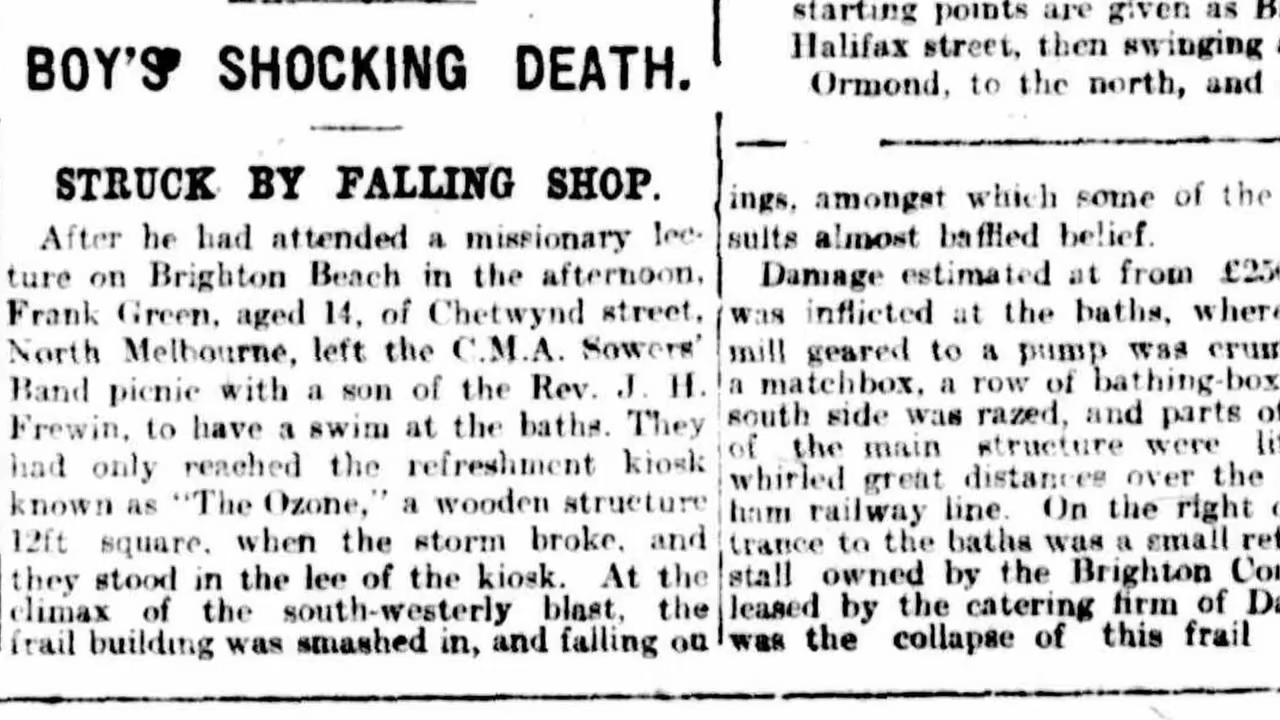 BOY'S SHOCKING DEATH.
STRUCK BY FALLING SHOP.
After he had attended a missionary lec-
ture on Brighton Beach in the afternoon,
Frank Green, aged 14, of Chetwynd street,
North Melbourne, left the C.M.A. Sowers'
Band picnic with a son of the Rev. J. H.
Frewin, to have a swim at the baths. They
had only reached the refreshment kiosk
known as "The Ozone," a wooden structure
12ft square, when the storm broke, and
they stood in the lee of the kiosk. At the
climax of the south-westerly blast, the
frail building was smashed in, and falling on
starting points are given as B
Halifax street, then swinging
Ormond, to the north, and
ings, amongst which some of the
sults almost baffled belief.
Damage estimated at from £25
was inflicted at the baths, where
mill geared to a pump was crum
a matchbox, a row of bathing-box
south side was razed, and parts of
of the main structure were li
whirled great distances over the
ham railway line. On the right
trance to the baths was a small ref
stall owned by the Brighton Co
leased by the catering firm of Da
was the collapse of this frail